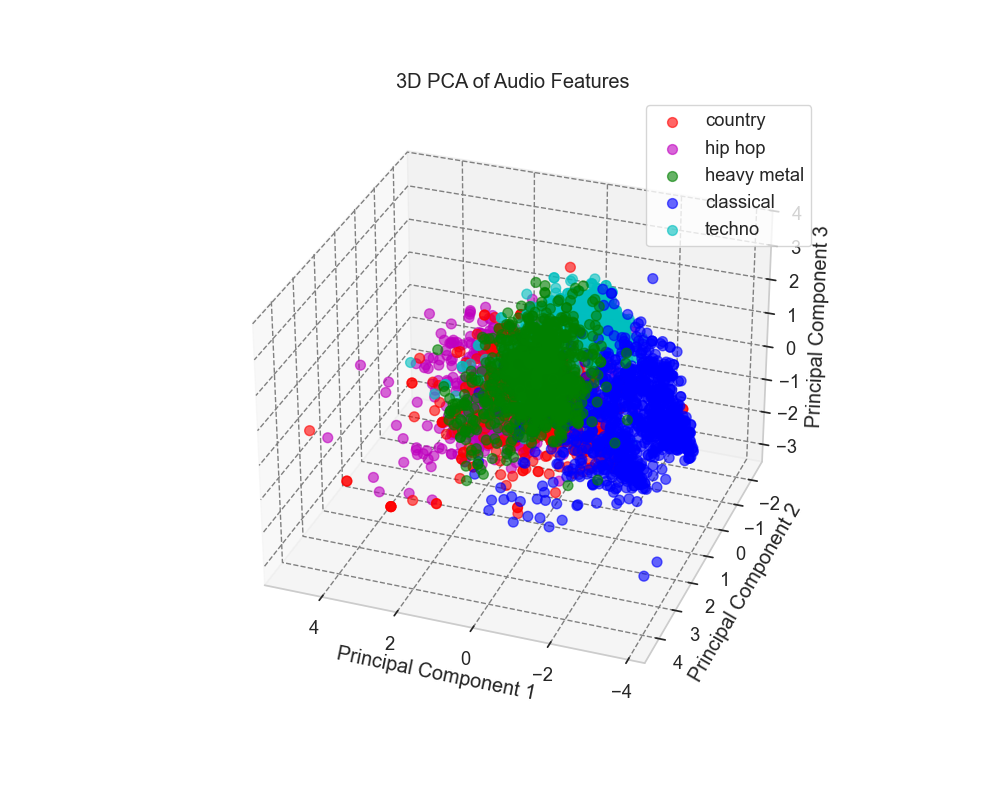 3D PCA of Audio Features
country
hip hop
heavy metal
classical
techno
4
3
2
1
0
−1
−2
−3
Principal Component 3
−2
−1
0
1
2
3
4
Principal Component 2
4
2
0
−2
−4
Principal Component 1